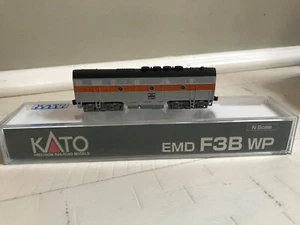 KATO
PRECISION RAILROAD MODELS
EMD F3B WP
N Scale